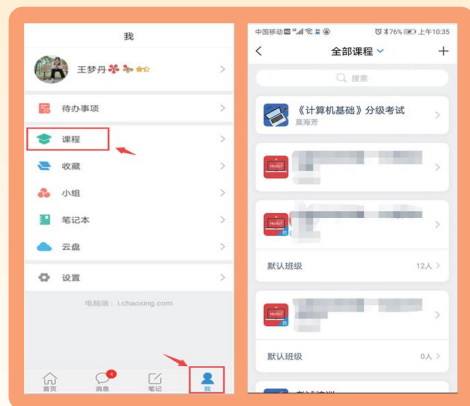 我
王梦丹
待办事项
课程
收藏
小组
笔记本
云盘
设置
电脑端：i.chaoxing.com
首页
消息
4
笔记
我
中国移动
76%
上午10:35
全部课程
搜索
《计算机基础》分级考试
莫海芳
默认班级
12人
默认班级
0人